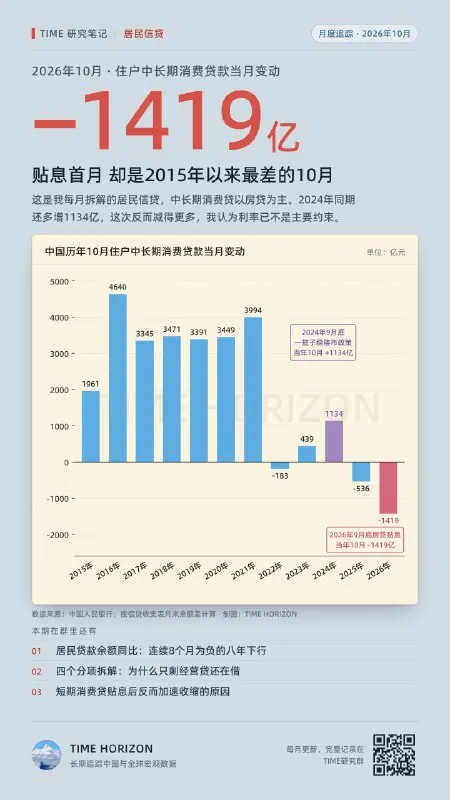 TIME 研究笔记 / 居民信贷
月度追踪 · 2026年10月
2026年10月 · 住户中长期消费贷款当月变动
-1419亿
贴息首月 却是2015年以来最差的10月
这是我每月拆解的居民信贷，中长期消费贷以房贷为主。2024年同期
还多增1134亿，这次反而减得更多，我认为利率已不是主要约束。
中国历年10月住户中长期消费贷款当月变动
单位：亿元
5000
4000
3000
2000
1000
0
-1000
-2000
1961
4640
3345
3471
3391
3449
3994
-183
439
1134
-536
-1419
2024年9月底
一揽子稳楼市政策
当年10月 +1134亿
2026年9月底房贷贴息
当年10月 -1419亿
TIME HORIZON
2015年
2016年
2017年
2018年
2019年
2020年
2021年
2022年
2023年
2024年
2025年
2026年
数据来源：中国人民银行；按信贷收支表月末余额差计算 · 制图：TIME HORIZON
本期在群里还有
01 居民贷款余额同比：连续8个月为负的八年下行
02 四个分项拆解：为什么只剩经营贷还在借
03 短期消费贷贴息后反而加速收缩的原因
TIME HORIZON
长期追踪中国与全球宏观数据
每月更新，完整记录在
TIME研究群